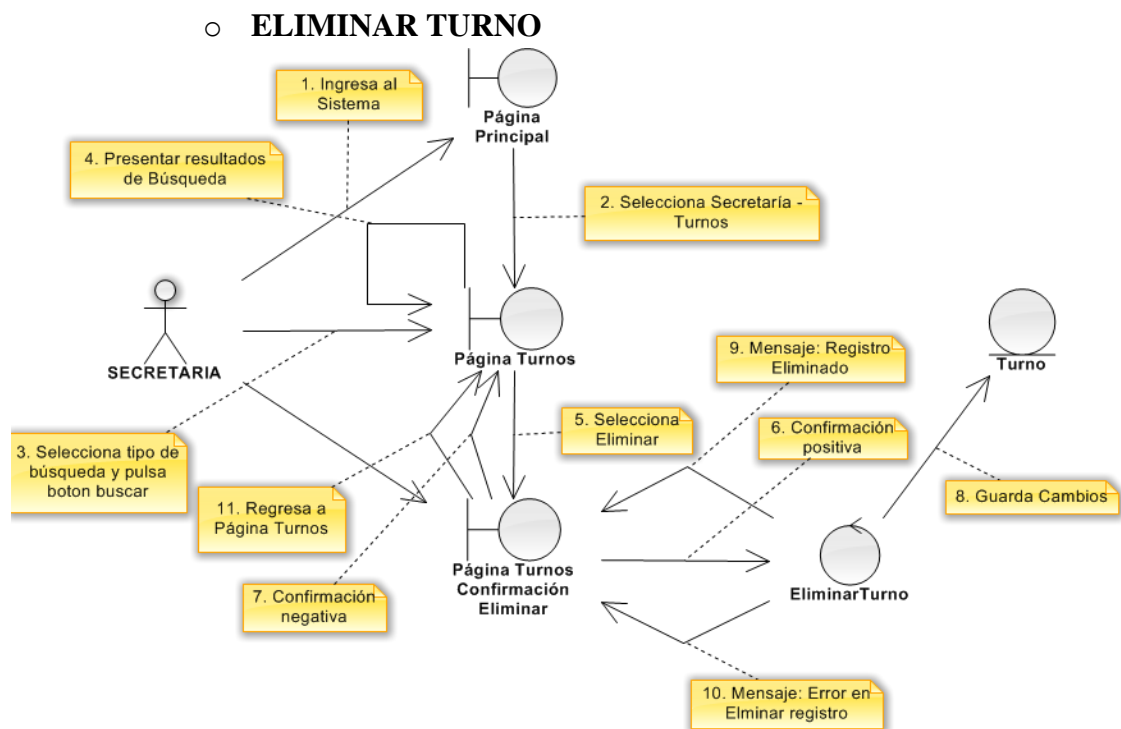 ELIMINAR TURNO
1. Ingresa al
Sistema
Página
Principal
4. Presentar resultados
de Búsqueda
2. Selecciona Secretaría -
Turnos
SECRETARIA
Página Turnos
9. Mensaje: Registro
Eliminado
Turno
3. Selecciona tipo de
búsqueda y pulsa
boton buscar
5. Selecciona
Eliminar
6. Confirmación
positiva
11. Regresa a
Página Turnos
8. Guarda Cambios
7. Confirmación
negativa
Página Turnos
Confirmación
Eliminar
EliminarTurno
10. Mensaje: Error en
Elminar registro